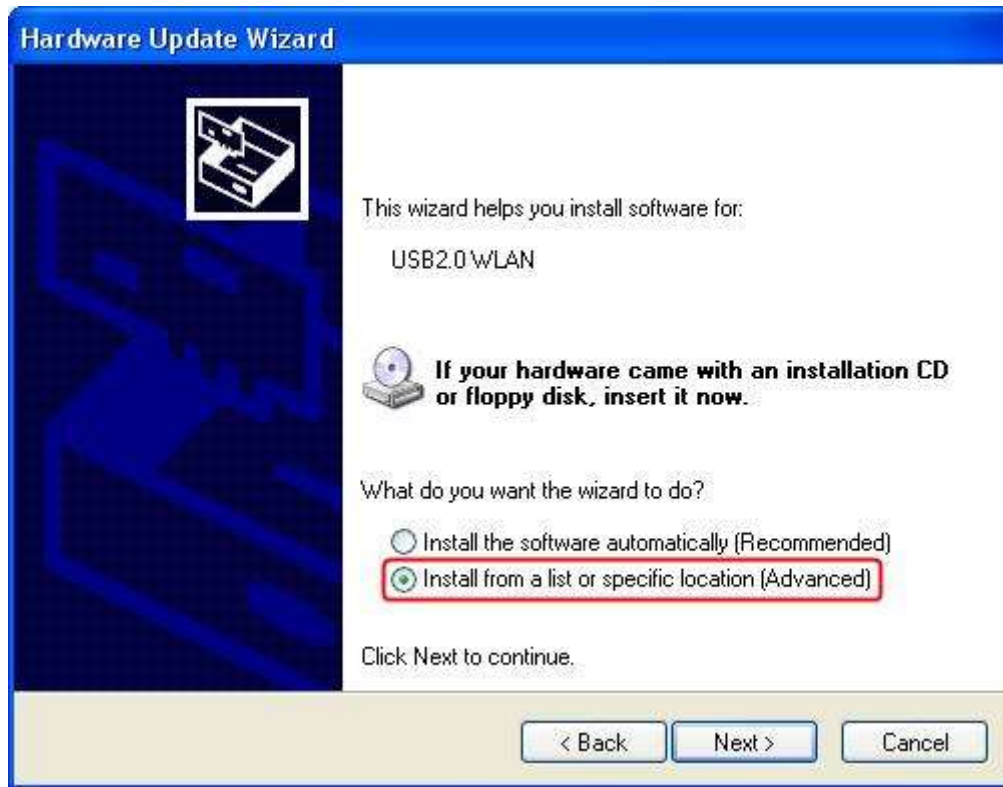 Hardware Update Wizard
This wizard helps you install software for:
USB2.0 WLAN
If your hardware came with an installation CD
or floppy disk, insert it now.
What do you want the wizard to do?
Install the software automatically (Recommended)
Install from a list or specific location (Advanced)
Click Next to continue.
< Back Next > Cancel